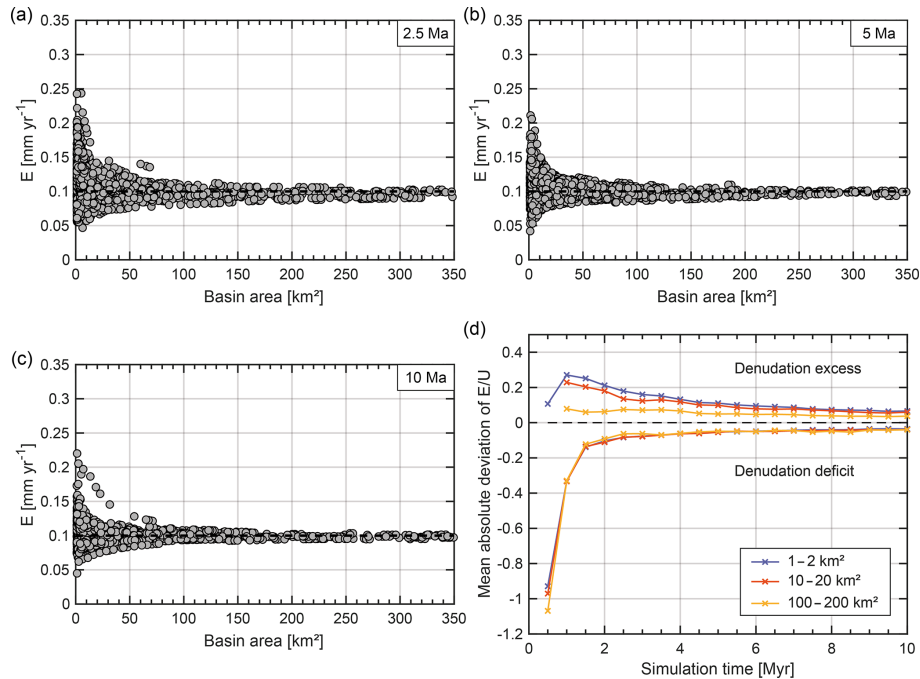 (a)
2.5 Ma
0.35
0.3
0.25
0.2
0.15
0.1
0.05
0
E [mm yr⁻¹]
0 50 100 150 200 250 300 350
Basin area [km²]
(b)
5 Ma
0.35
0.3
0.25
0.2
0.15
0.1
0.05
0
E [mm yr⁻¹]
0 50 100 150 200 250 300 350
Basin area [km²]
(c)
10 Ma
0.35
0.3
0.2
0.1
0
E [mm yr⁻¹]
0 50 100 150 200 250 300 350
Basin area [km²]
(d)
0.4
0.2
0
-0.2
-0.4
-0.6
-0.8
-1
-1.2
Mean absolute deviation of E/U
Denudation excess
Denudation deficit
1–2 km²
10–20 km²
100–200 km²
0 2 4 6 8 10
Simulation time [Myr]